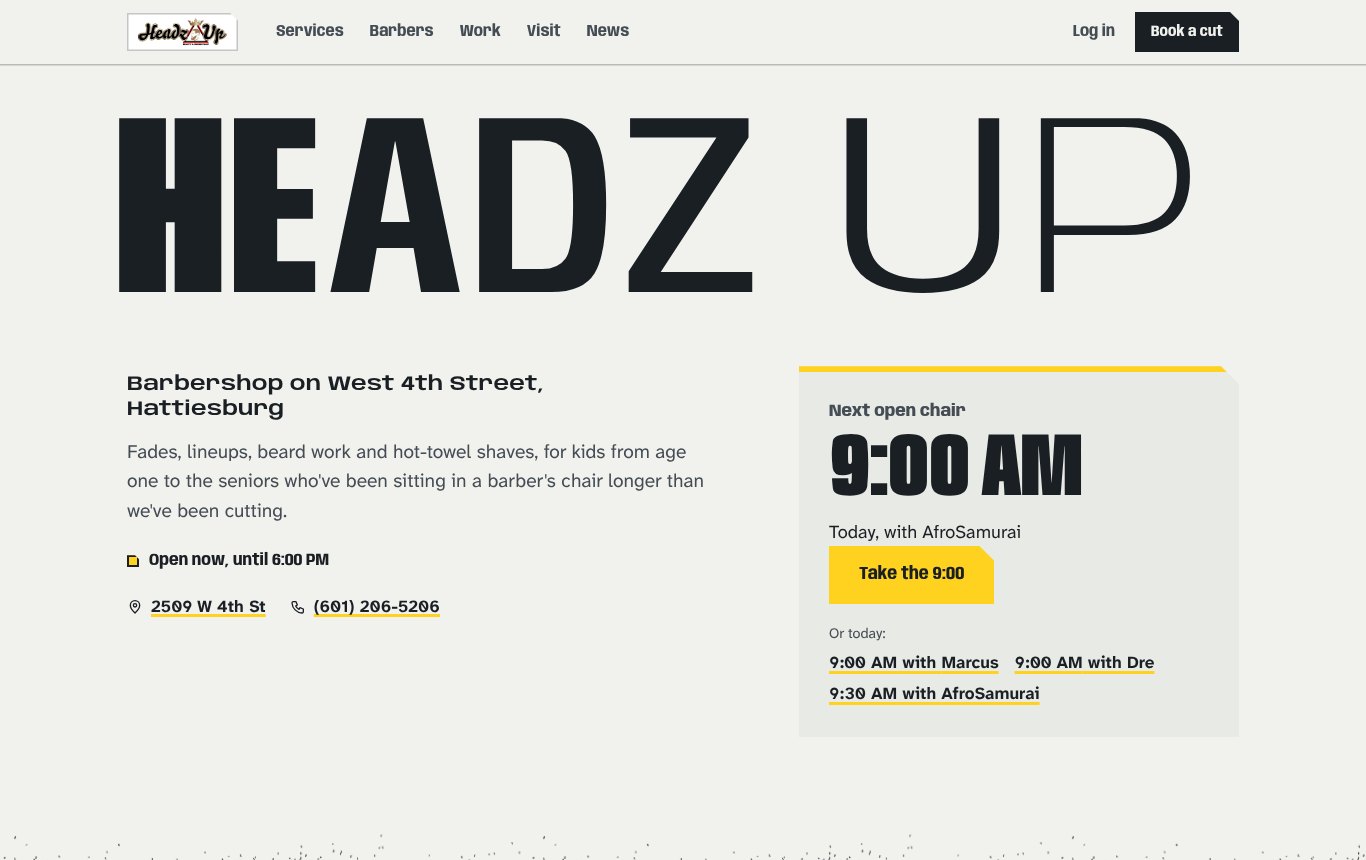 Headz Up
Services
Barbers
Work
Visit
News
Log in
Book a cut
HEADZ UP
Barbershop on West 4th Street,
Hattiesburg
Fades, lineups, beard work and hot-towel shaves, for kids from age
one to the seniors who've been sitting in a barber's chair longer than
we've been cutting.
Open now, until 6:00 PM
2509 W 4th St
(601) 206-5206
Next open chair
9:00 AM
Today, with AfroSamurai
Take the 9:00
Or today:
9:00 AM with Marcus
9:00 AM with Dre
9:30 AM with AfroSamurai